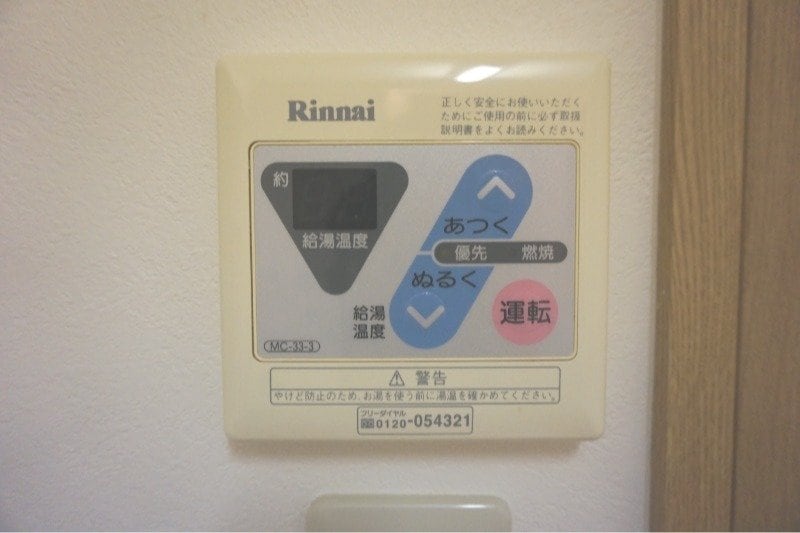 Rinnai
正しく安全にお使いいただく
ためにご使用の前に必ず取扱
説明書をよくお読みください。
約
給湯温度
あつく
優先 燃焼
ぬるく
給湯
温度
運転
MC-33-3
⚠ 警告
やけど防止のため、お湯を使う前に湯温を確かめてください。
フリーダイヤル
0120-054321